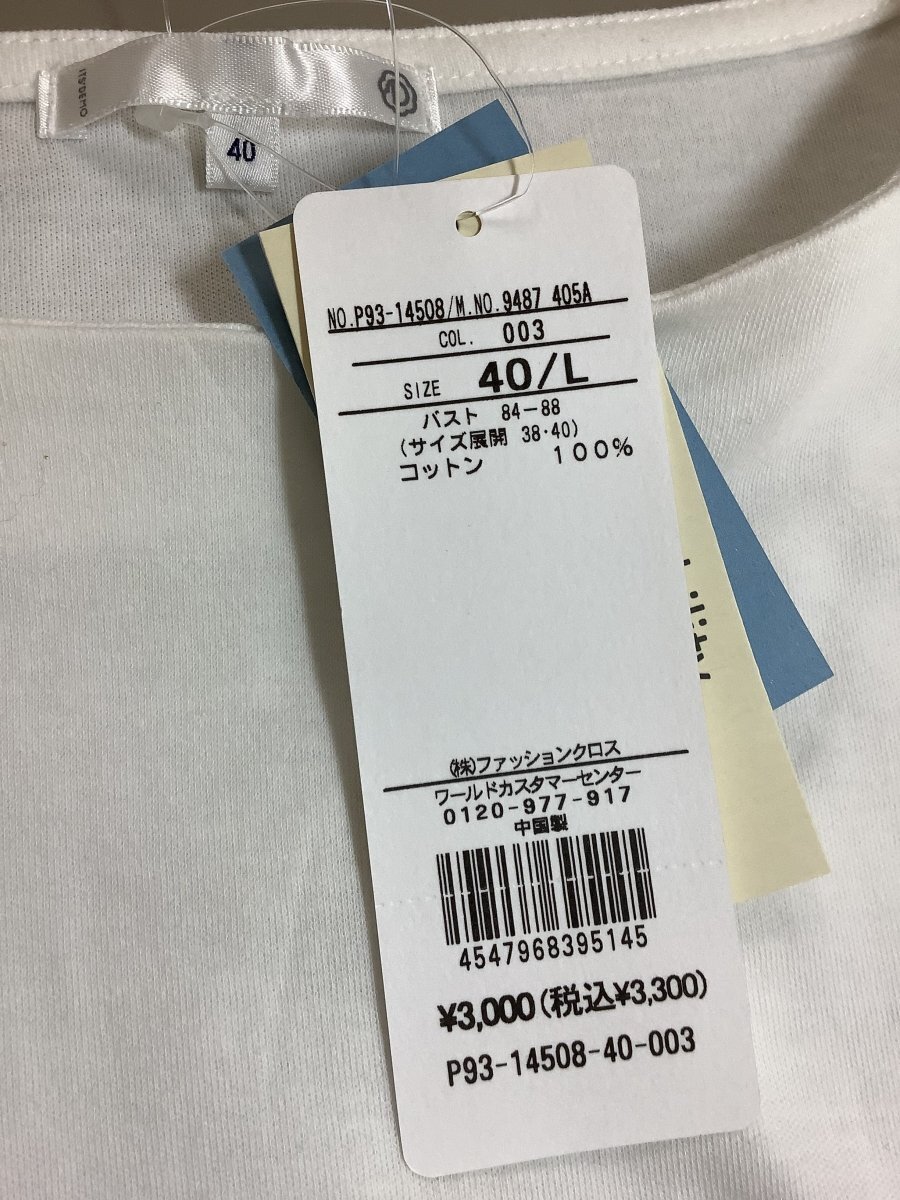 ITS'DEMO
40
NO.P93-14508/M.NO.9487 405A
COL. 003
SIZE 40/L
バスト 84-88
(サイズ展開 38・40)
コットン 100%
(株)ファッションクロス
ワールドカスタマーセンター
0120-977-917
中国製
4547968395145
¥3,000(税込¥3,300)
P93-14508-40-003